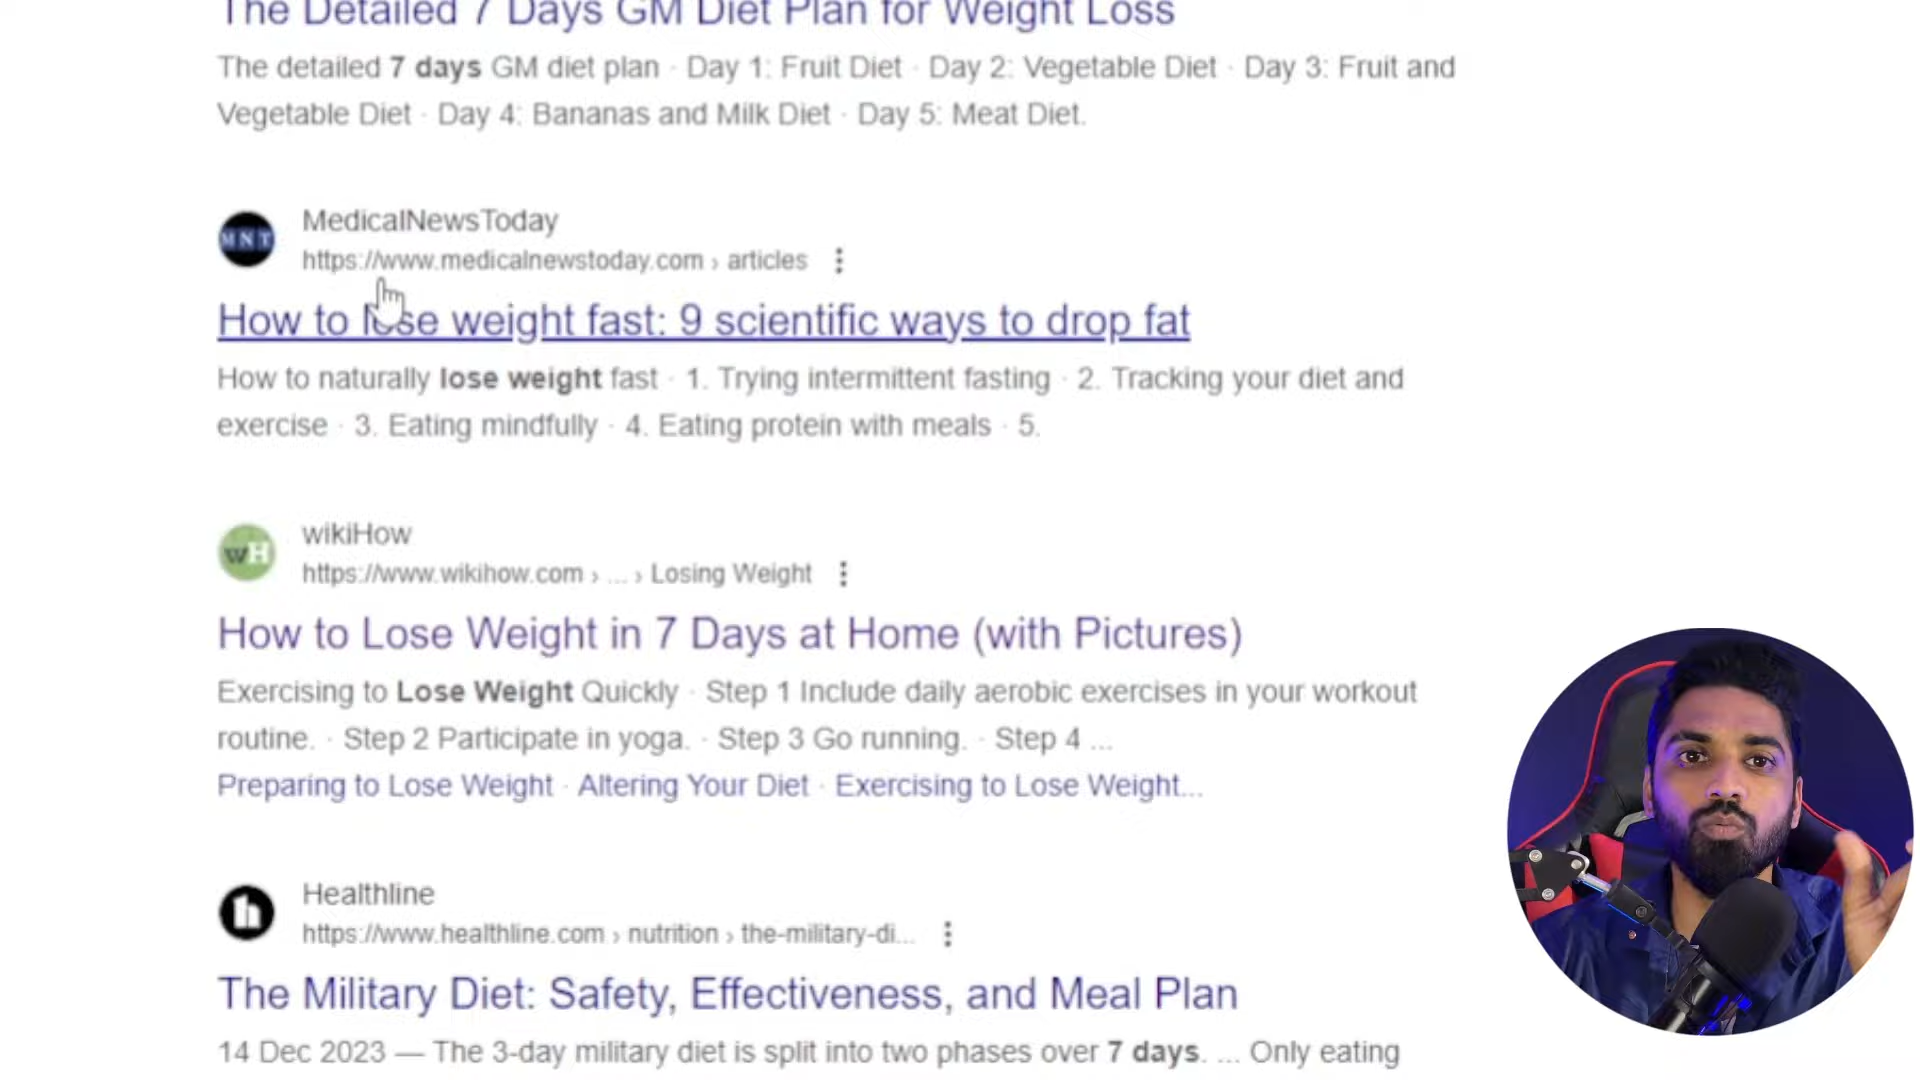 The Detailed 7 Days GM Diet Plan for Weight Loss
The detailed 7 days GM diet plan · Day 1: Fruit Diet · Day 2: Vegetable Diet · Day 3: Fruit and
Vegetable Diet · Day 4: Bananas and Milk Diet · Day 5: Meat Diet.
MNT
MedicalNewsToday
https://www.medicalnewstoday.com › articles
How to lose weight fast: 9 scientific ways to drop fat
How to naturally lose weight fast · 1. Trying intermittent fasting · 2. Tracking your diet and
exercise · 3. Eating mindfully · 4. Eating protein with meals · 5.
wH
wikiHow
https://www.wikihow.com › ... › Losing Weight
How to Lose Weight in 7 Days at Home (with Pictures)
Exercising to Lose Weight Quickly · Step 1 Include daily aerobic exercises in your workout
routine. · Step 2 Participate in yoga. · Step 3 Go running. · Step 4 ...
Preparing to Lose Weight · Altering Your Diet · Exercising to Lose Weight...
h
Healthline
https://www.healthline.com › nutrition › the-military-di...
The Military Diet: Safety, Effectiveness, and Meal Plan
14 Dec 2023 — The 3-day military diet is split into two phases over 7 days. ... Only eating